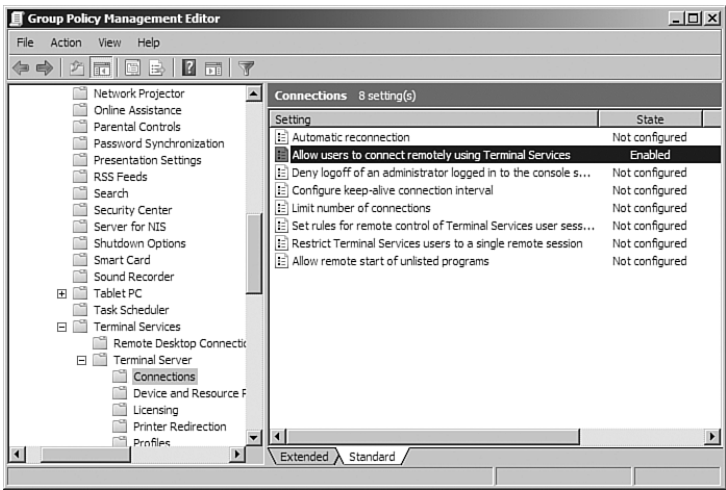 Group Policy Management Editor
File Action View Help
Network Projector
Online Assistance
Parental Controls
Password Synchronization
Presentation Settings
RSS Feeds
Search
Security Center
Server for NIS
Shutdown Options
Smart Card
Sound Recorder
Tablet PC
Task Scheduler
Terminal Services
Remote Desktop Connectic
Terminal Server
Connections
Device and Resource F
Licensing
Printer Redirection
Profiles
Connections 8 setting(s)
Setting State
Automatic reconnection Not configured
Allow users to connect remotely using Terminal Services Enabled
Deny logoff of an administrator logged in to the console s... Not configured
Configure keep-alive connection interval Not configured
Limit number of connections Not configured
Set rules for remote control of Terminal Services user sess... Not configured
Restrict Terminal Services users to a single remote session Not configured
Allow remote start of unlisted programs Not configured
Extended Standard